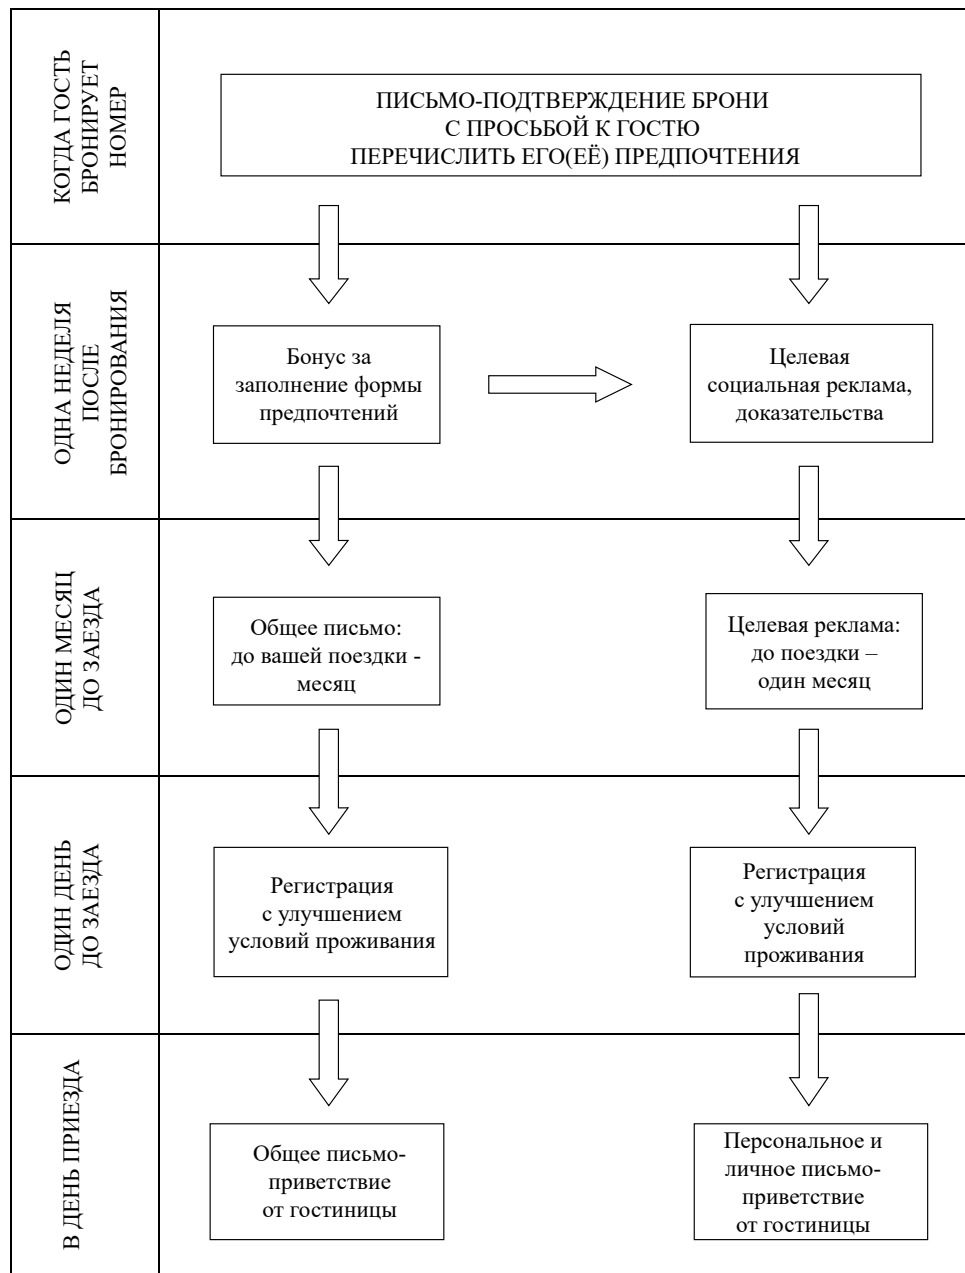 КОГДА ГОСТЬ
БРОНИРУЕТ
НОМЕР
ПИСЬМО-ПОДТВЕРЖДЕНИЕ БРОНИ
С ПРОСЬБОЙ К ГОСТЮ
ПЕРЕЧИСЛИТЬ ЕГО(ЕЁ) ПРЕДПОЧТЕНИЯ
ОДНА НЕДЕЛЯ
ПОСЛЕ
БРОНИРОВАНИЯ
Бонус за
заполнение формы
предпочтений
Целевая
социальная реклама,
доказательства
ОДИН МЕСЯЦ
ДО ЗАЕЗДА
Общее письмо:
до вашей поездки -
месяц
Целевая реклама:
до поездки –
один месяц
ОДИН ДЕНЬ
ДО ЗАЕЗДА
Регистрация
с улучшением
условий проживания
Регистрация
с улучшением
условий
проживания
В ДЕНЬ ПРИЕЗДА
Общее письмо-
приветствие
от гостиницы
Персональное и
личное письмо-
приветствие
от гостиницы